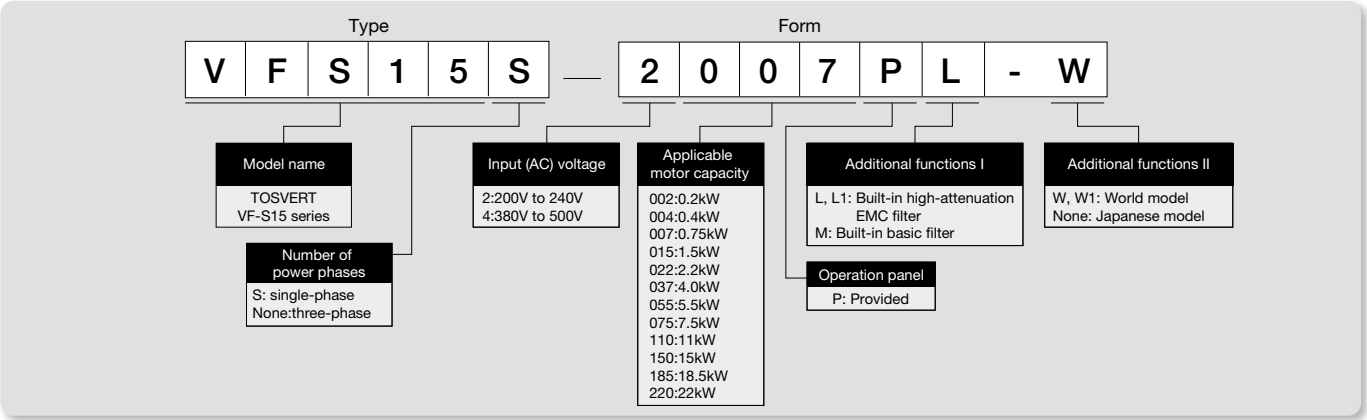 Type
Form
V F S 1 5 S — 2 0 0 7 P L - W
Model name
TOSVERT
VF-S15 series
Number of
power phases
S: single-phase
None:three-phase
Input (AC) voltage
2:200V to 240V
4:380V to 500V
Applicable
motor capacity
002:0.2kW
004:0.4kW
007:0.75kW
015:1.5kW
022:2.2kW
037:4.0kW
055:5.5kW
075:7.5kW
110:11kW
150:15kW
185:18.5kW
220:22kW
Additional functions I
L, L1: Built-in high-attenuation
EMC filter
M: Built-in basic filter
Operation panel
P: Provided
Additional functions II
W, W1: World model
None: Japanese model